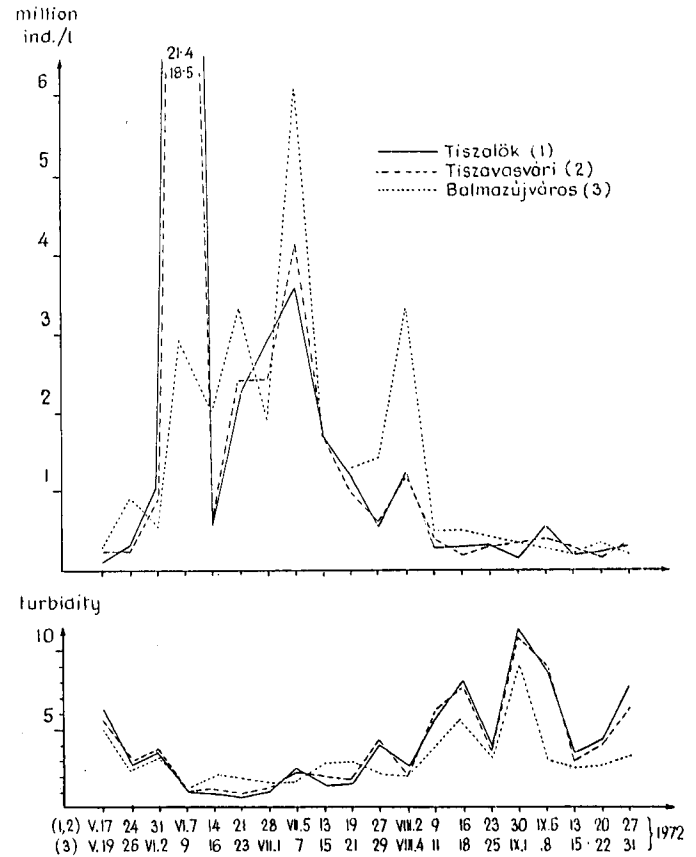 million
ind./l
21·4
18·5
6
5
4
3
2
1
Tiszalök (1)
Tiszavasvári (2)
Balmazújváros (3)
turbidity
10
5
(1,2) V.17 24 31 VI.7 14 21 28 VII.5 13 19 27 VIII.2 9 16 23 30 IX.6 13 20 27
(3) V.19 26 VI.2 9 16 23 VII.1 7 15 21 29 VIII.4 11 18 25 IX.1 .8 15 22 31
1972